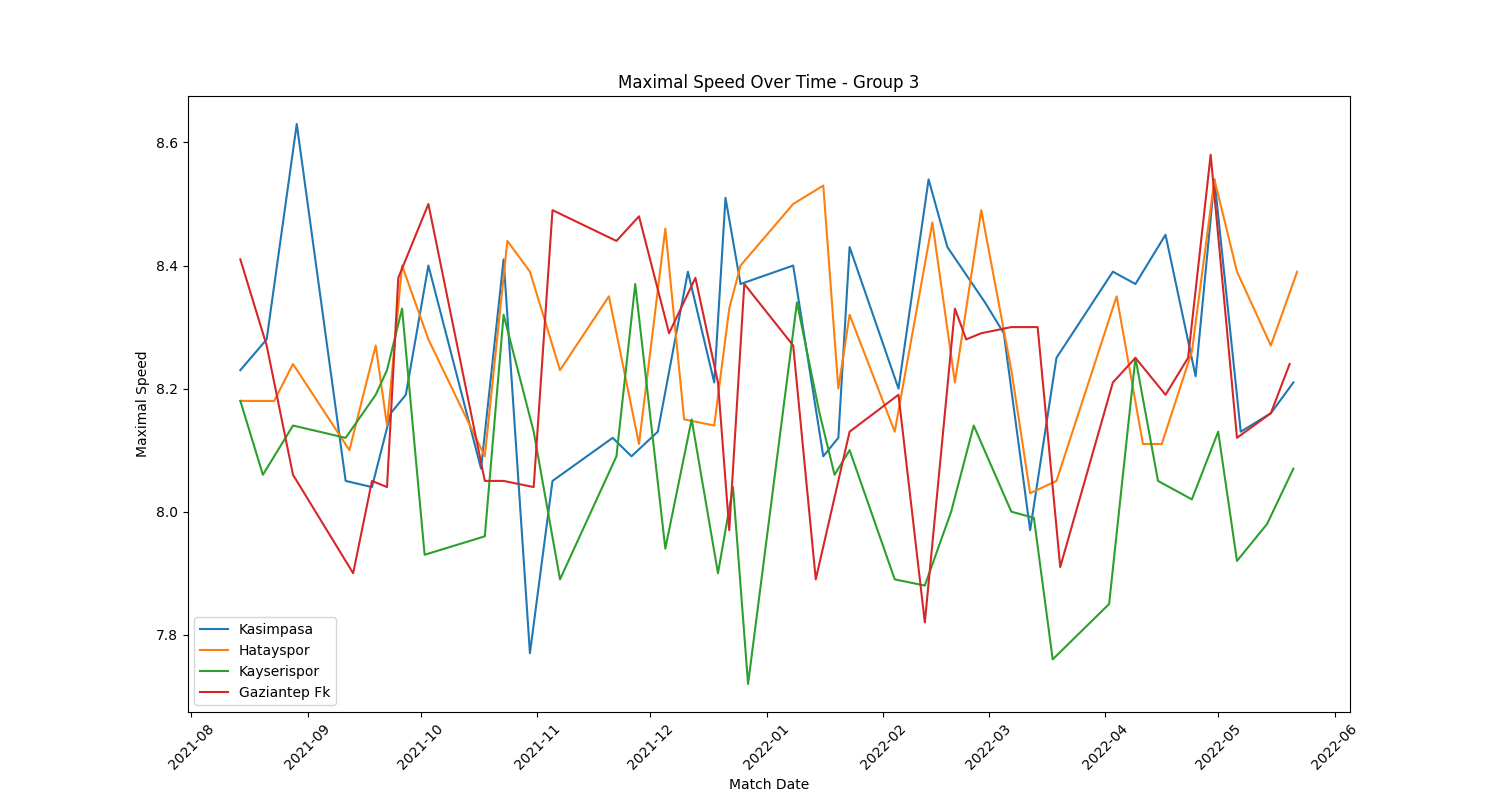 Maximal Speed Over Time - Group 3
Maximal Speed
8.6
8.4
8.2
8.0
7.8
Kasimpasa
Hatayspor
Kayserispor
Gaziantep Fk
2021-08
2021-09
2021-10
2021-11
2021-12
2022-01
2022-02
2022-03
2022-04
2022-05
2022-06
Match Date